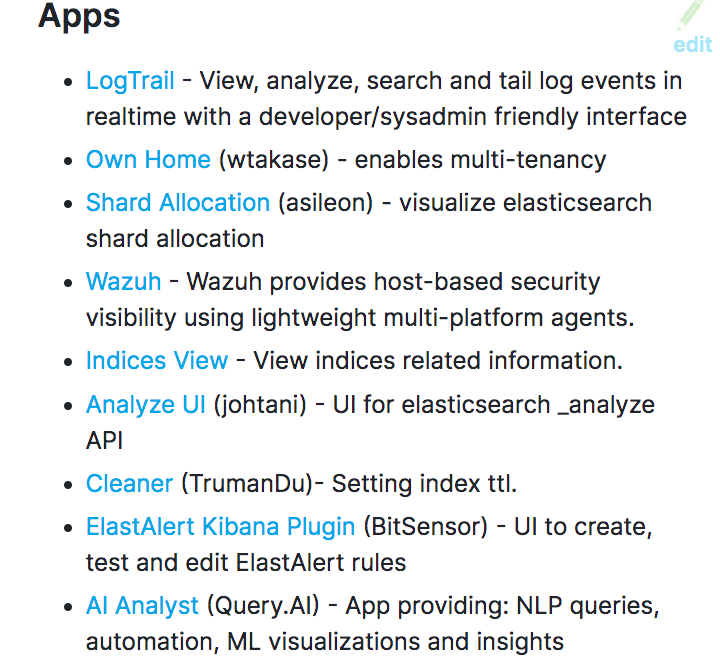 Apps
edit
LogTrail - View, analyze, search and tail log events in
realtime with a developer/sysadmin friendly interface
Own Home (wtakase) - enables multi-tenancy
Shard Allocation (asileon) - visualize elasticsearch
shard allocation
Wazuh - Wazuh provides host-based security
visibility using lightweight multi-platform agents.
Indices View - View indices related information.
Analyze UI (johtani) - UI for elasticsearch _analyze
API
Cleaner (TrumanDu)- Setting index ttl.
ElastAlert Kibana Plugin (BitSensor) - UI to create,
test and edit ElastAlert rules
AI Analyst (Query.AI) - App providing: NLP queries,
automation, ML visualizations and insights